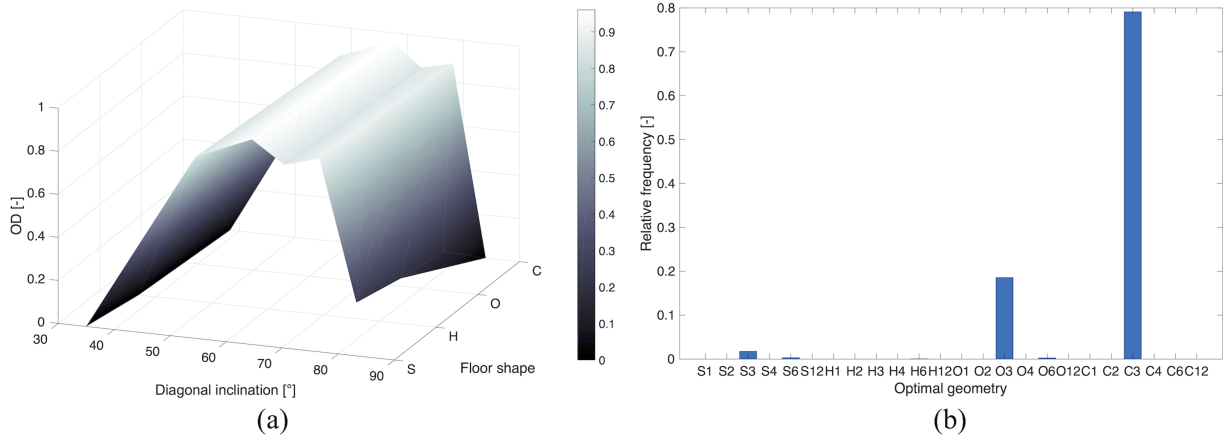 1
0.8
0.6
0.4
0.2
0
OD [-]
30
40
50
60
70
80
90
Diagonal inclination [°]
S
H
O
C
Floor shape
0.9
0.8
0.7
0.6
0.5
0.4
0.3
0.2
0.1
0
(a)
0.8
0.7
0.6
0.5
0.4
0.3
0.2
0.1
0
Relative frequency [-]
S1 S2 S3 S4 S6 S12 H1 H2 H3 H4 H6 H12 O1 O2 O3 O4 O6 O12 C1 C2 C3 C4 C6 C12
Optimal geometry
(b)